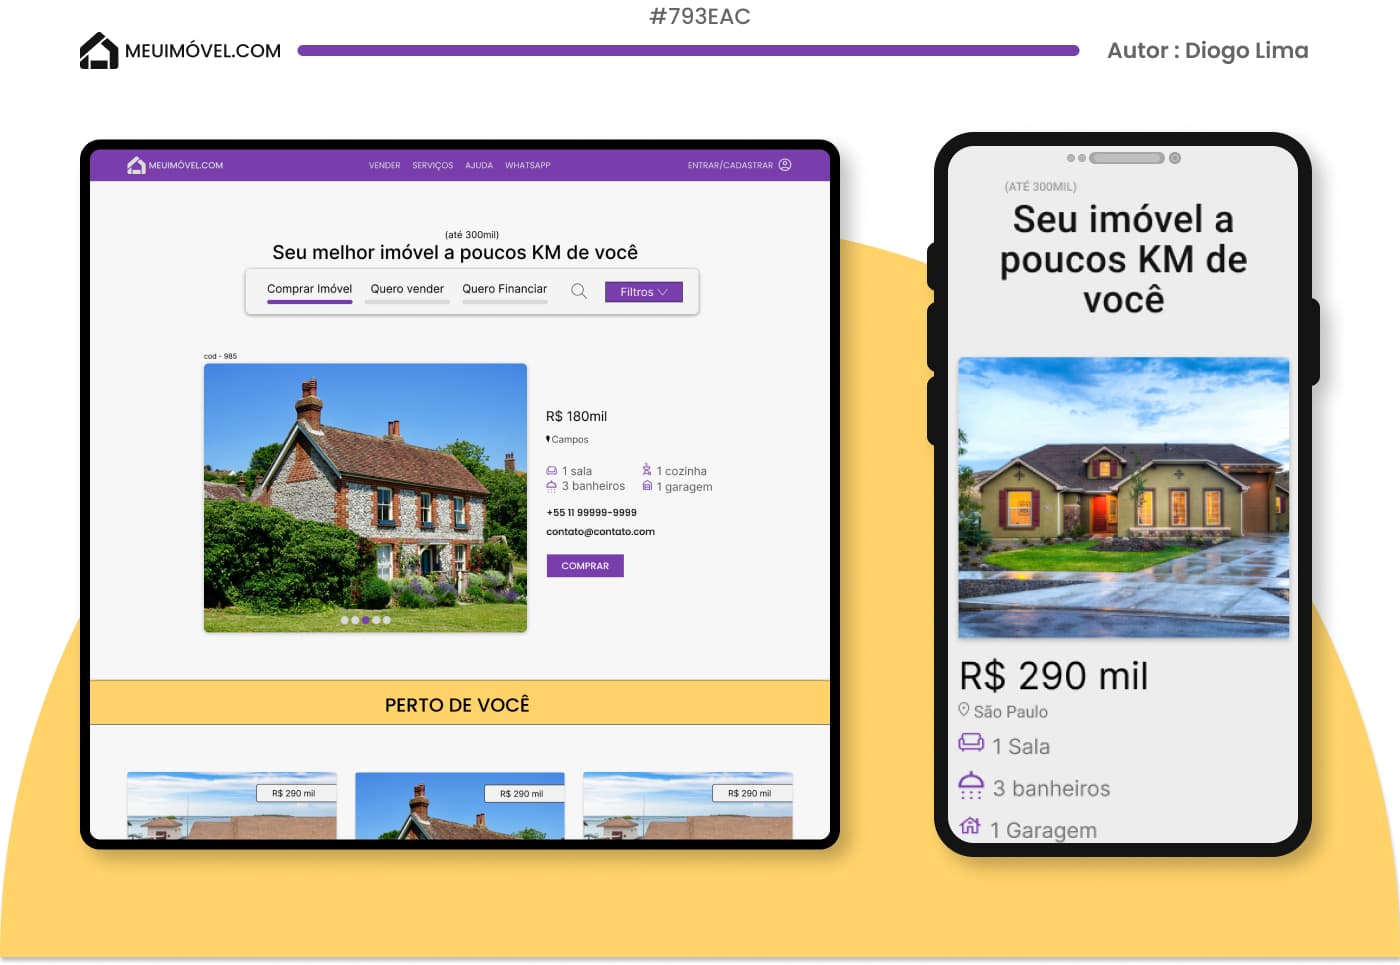 #793EAC
MEUIMÓVEL.COM
Autor : Diogo Lima
MEUIMÓVEL.COM
VENDER SERVIÇOS AJUDA WHATSAPP
ENTRAR/CADASTRAR
(até 300mil)
Seu melhor imóvel a poucos KM de você
Comprar Imóvel Quero vender Quero Financiar
Filtros
cod - 985
R$ 180mil
Campos
1 sala 1 cozinha
3 banheiros 1 garagem
+55 11 99999-9999
contato@contato.com
COMPRAR
PERTO DE VOCÊ
R$ 290 mil
R$ 290 mil
R$ 290 mil
(ATÉ 300MIL)
Seu imóvel a
poucos KM de
você
R$ 290 mil
São Paulo
1 Sala
3 banheiros
1 Garagem